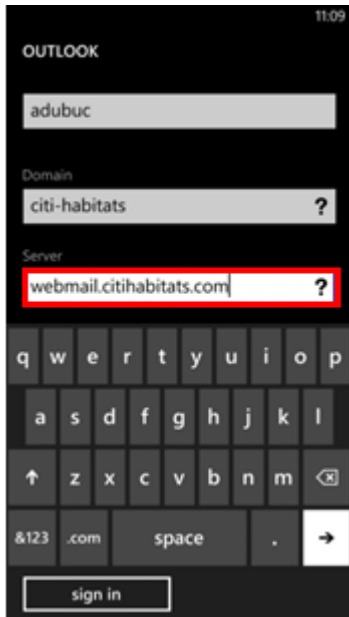 11:09
OUTLOOK
adubuc
Domain
citi-habitats ?
Server
webmail.citihabitats.com ?
q w e r t y u i o p
a s d f g h j k l
z x c v b n m
&123 .com space .
sign in